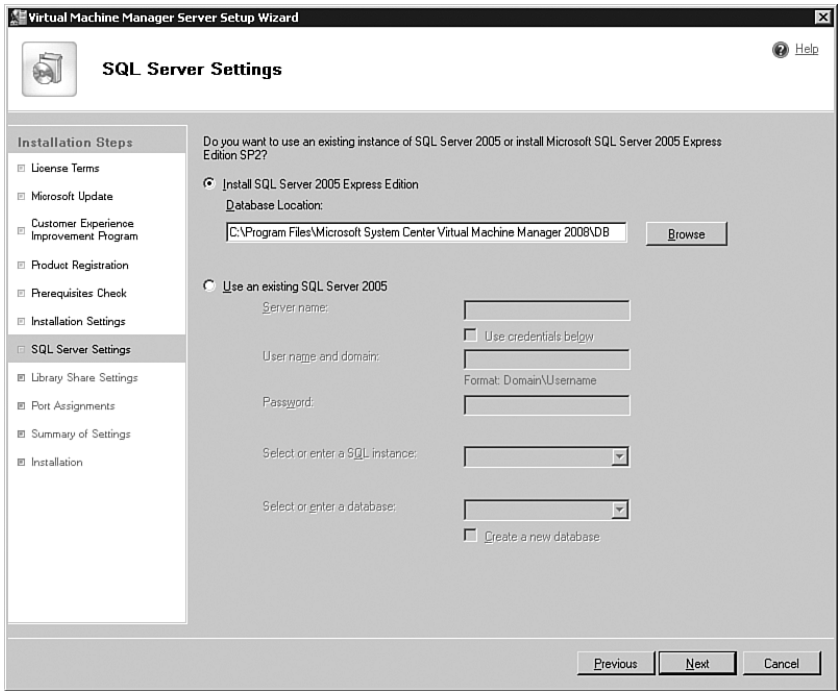 Virtual Machine Manager Server Setup Wizard
SQL Server Settings
Help
Installation Steps
License Terms
Microsoft Update
Customer Experience
Improvement Program
Product Registration
Prerequisites Check
Installation Settings
SQL Server Settings
Library Share Settings
Port Assignments
Summary of Settings
Installation
Do you want to use an existing instance of SQL Server 2005 or install Microsoft SQL Server 2005 Express
Edition SP2?
Install SQL Server 2005 Express Edition
Database Location:
C:\Program Files\Microsoft System Center Virtual Machine Manager 2008\DB
Browse
Use an existing SQL Server 2005
Server name:
Use credentials below
User name and domain:
Format: Domain\Username
Password:
Select or enter a SQL instance:
Select or enter a database:
Create a new database
Previous
Next
Cancel